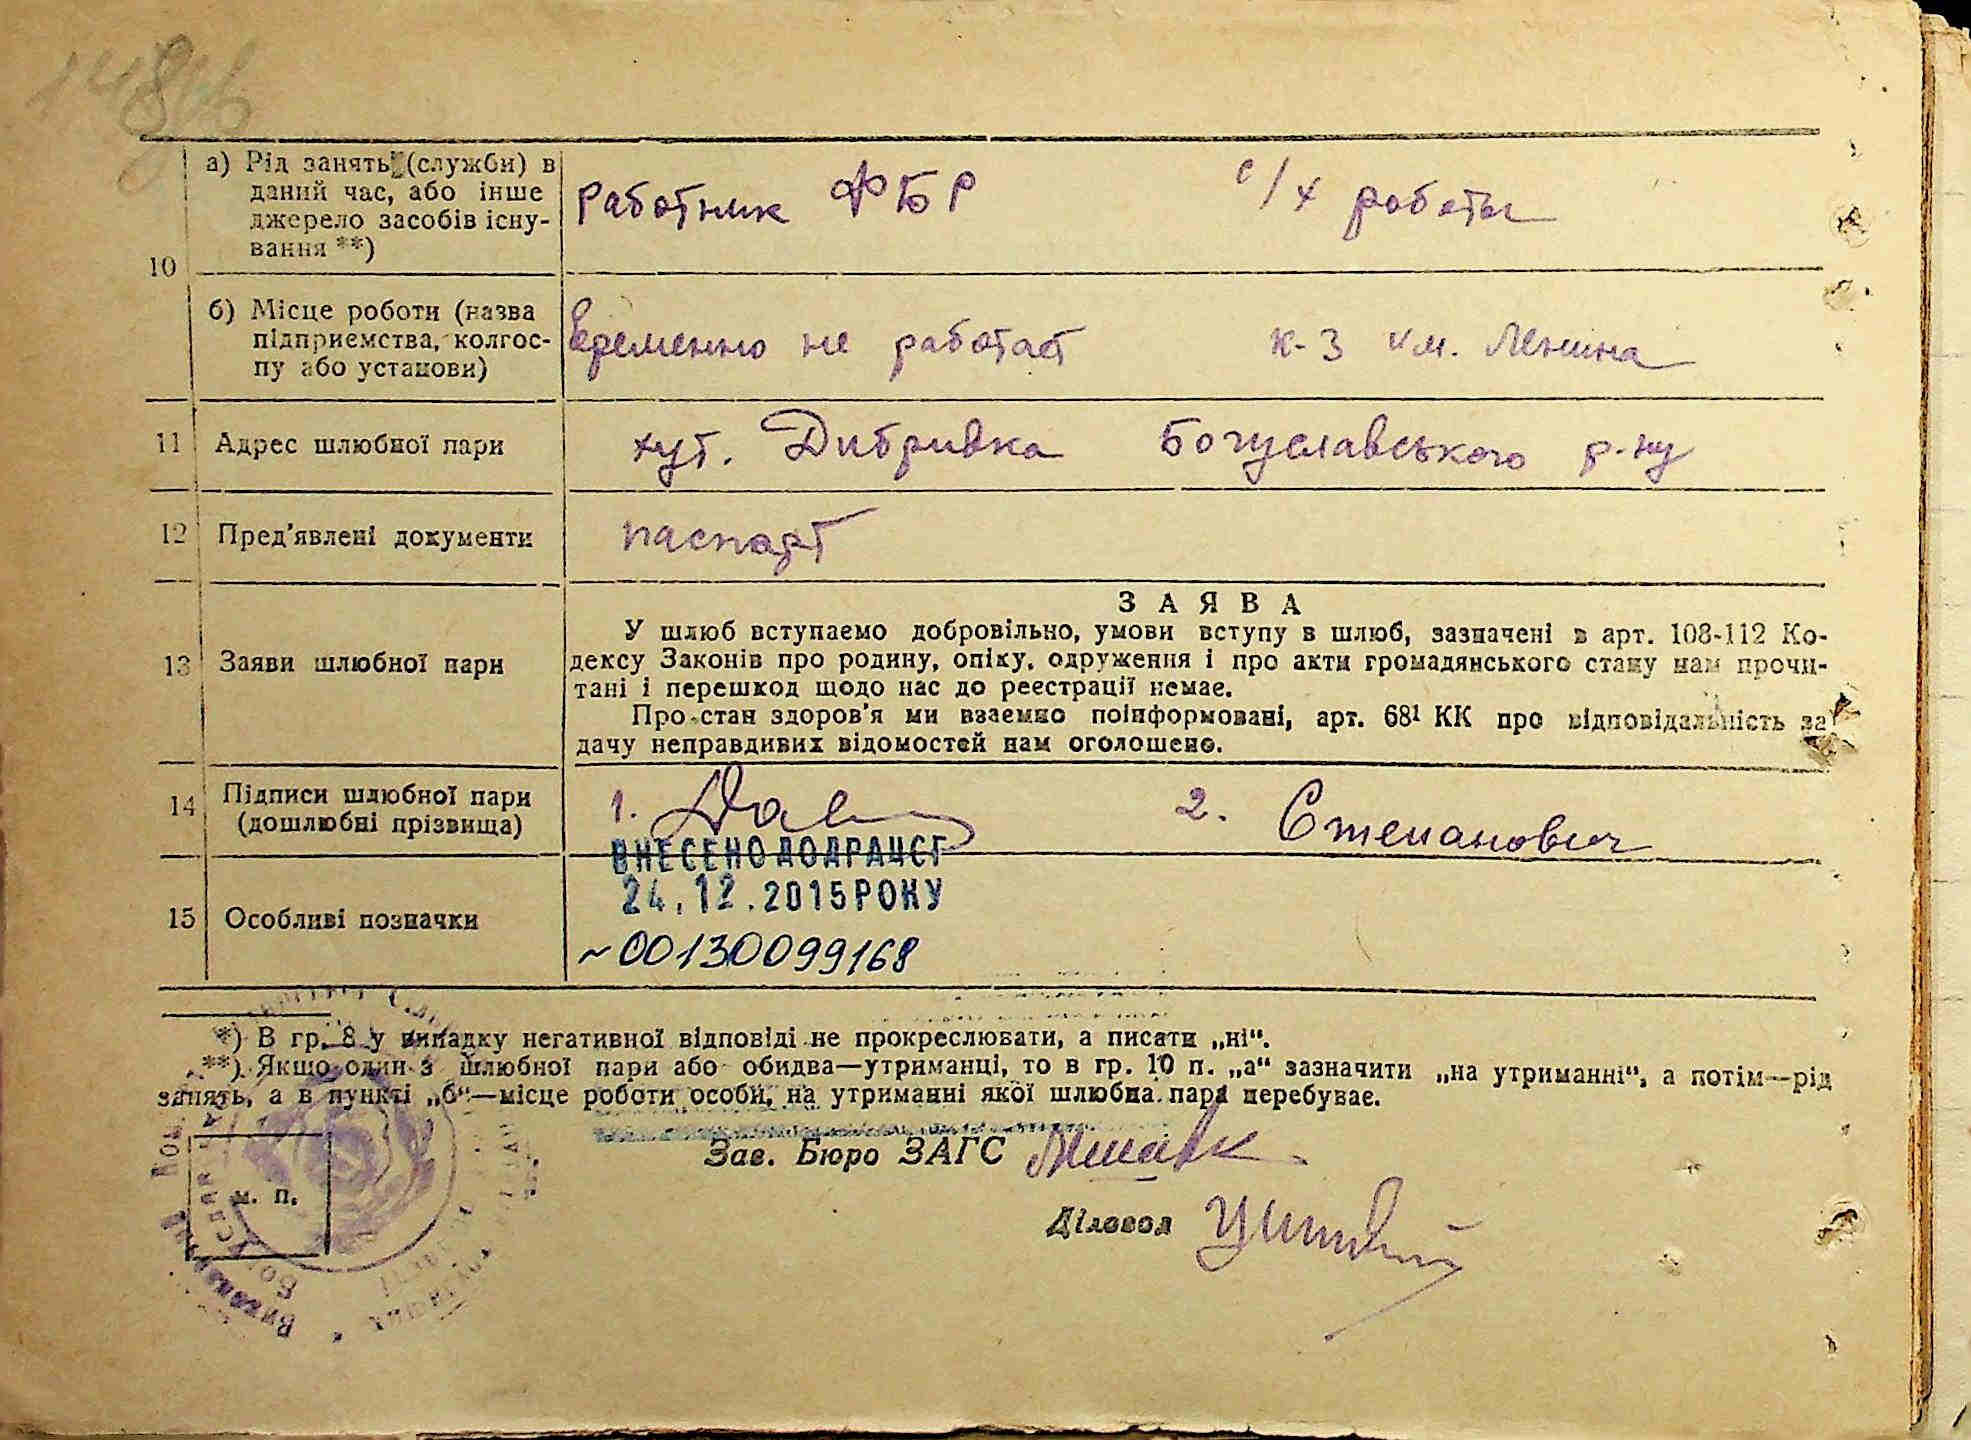 10
а) Рід занять (служби) в
даний час, або інше
джерело засобів існу-
вання **)
Работник ФБР с/х работы
б) Місце роботи (назва
підприємства, колгос-
пу або установи)
временно не работает к-з им. Ленина
11 Адрес шлюбної пари хут. Дибривка Богуславського р-ну
12 Пред'явлені документи паспорт
13 Заяви шлюбної пари
ЗАЯВА
У шлюб вступаємо добровільно, умови вступу в шлюб, зазначені в арт. 108-112 Ко-
дексу Законів про родину, опіку, одруження і про акти громадянського стану нам прочи-
тані і перешкод щодо нас до реєстрації немає.
Про стан здоров'я ми взаємно поінформовані, арт. 68¹ КК про відповідальність за
дачу неправдивих відомостей нам оголошено.
14 Підписи шлюбної пари
(дошлюбні прізвища)
1. 2. Степанович
ВНЕСЕНО ДО ДРАЦСГ
24.12.2015 РОКУ
15 Особливі позначки
~00130099168
*) В гр. 8 у випадку негативної відповіді не прокреслювати, а писати „ні“.
**) Якщо один з шлюбної пари або обидва—утриманці, то в гр. 10 п. „а“ зазначити „на утриманні“, а потім—рід
занять, а в пункті „б“—місце роботи особи, на утриманні якої шлюбна пара перебуває.
Зав. Бюро ЗАГС
м. п.
Діловод